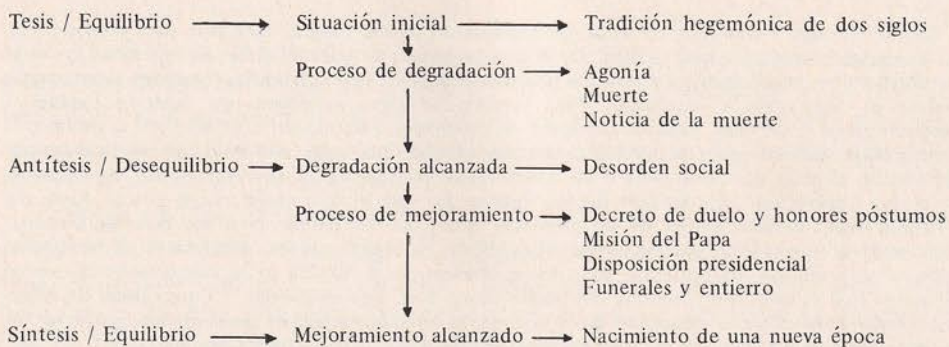 Tesis / Equilibrio → Situación inicial → Tradición hegemónica de dos siglos
Proceso de degradación → Agonía
Muerte
Noticia de la muerte
Antítesis / Desequilibrio → Degradación alcanzada → Desorden social
Proceso de mejoramiento → Decreto de duelo y honores póstumos
Misión del Papa
Disposición presidencial
Funerales y entierro
Síntesis / Equilibrio → Mejoramiento alcanzado → Nacimiento de una nueva época